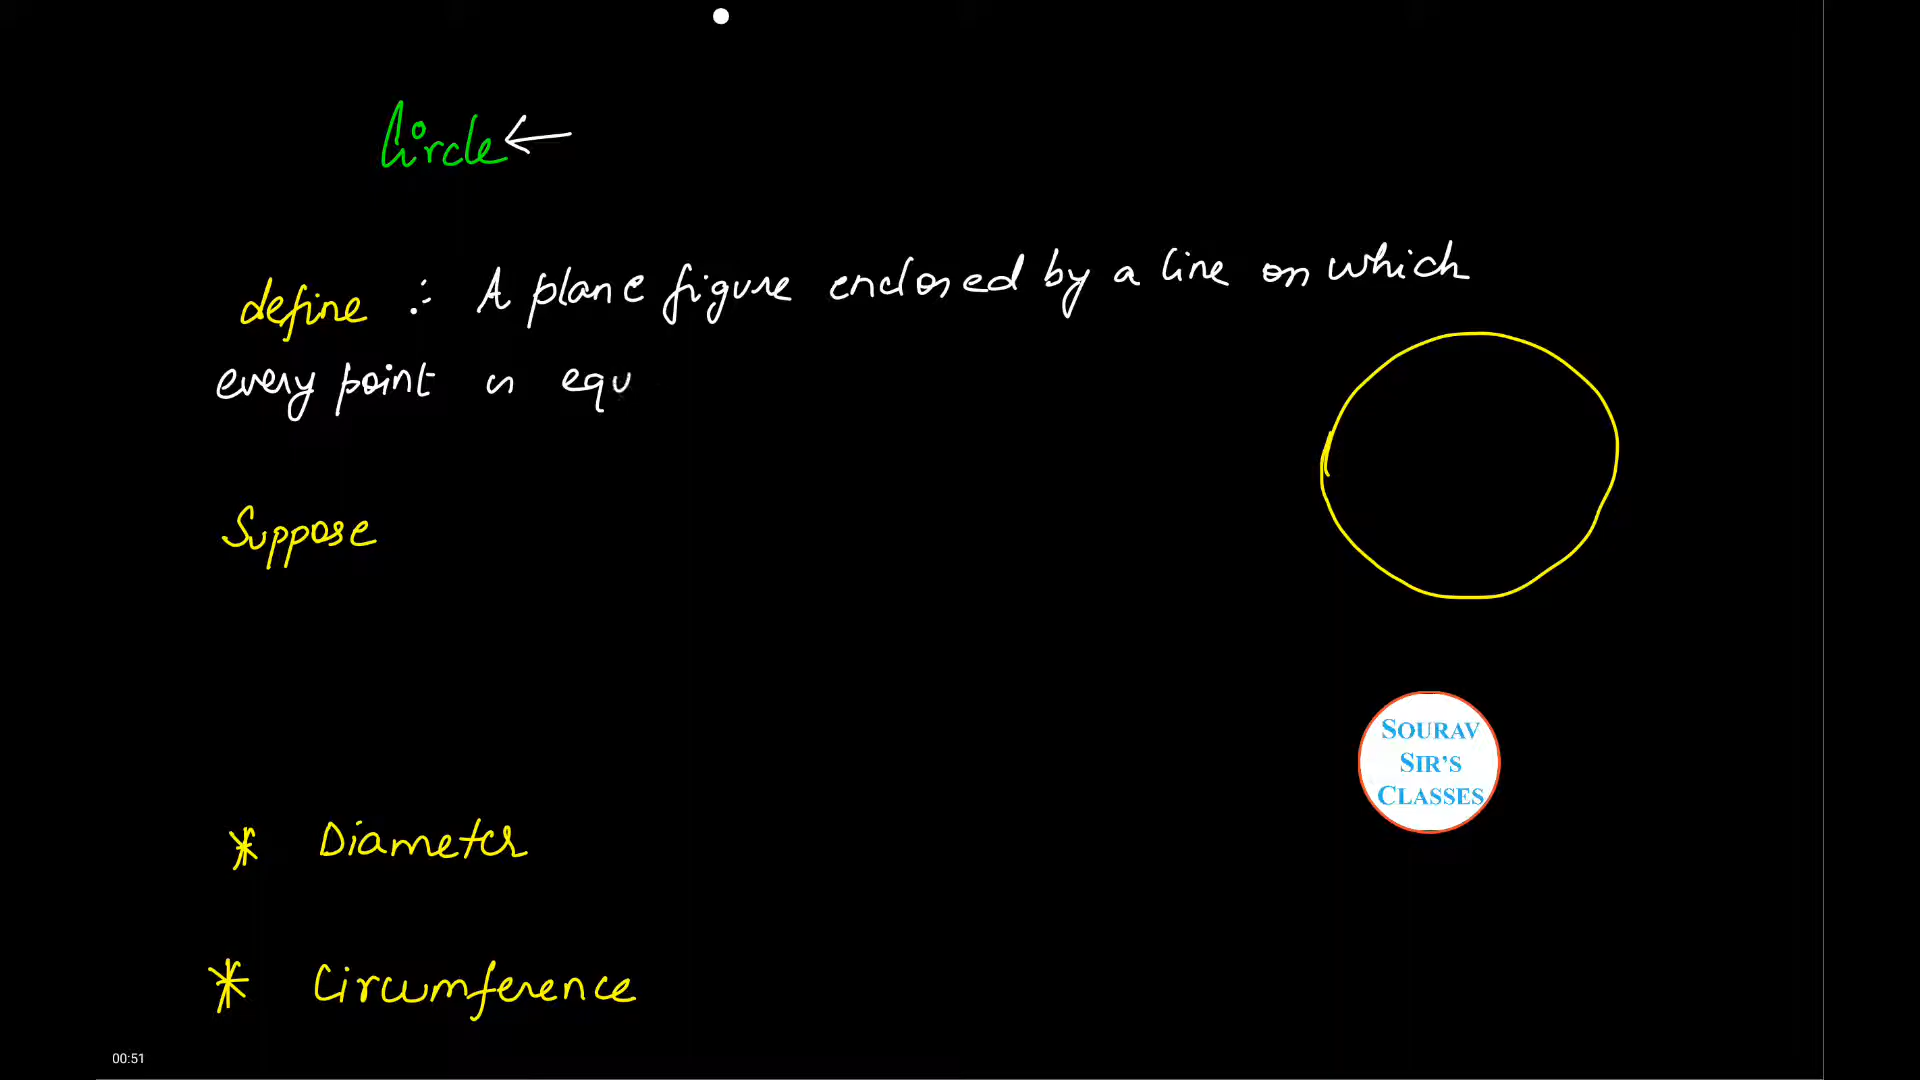 Circle ←
define :- A plane figure enclosed by a line on which
every point is equ
Suppose
SOURAV
SIR'S
CLASSES
* Diameter
* Circumference
00:51